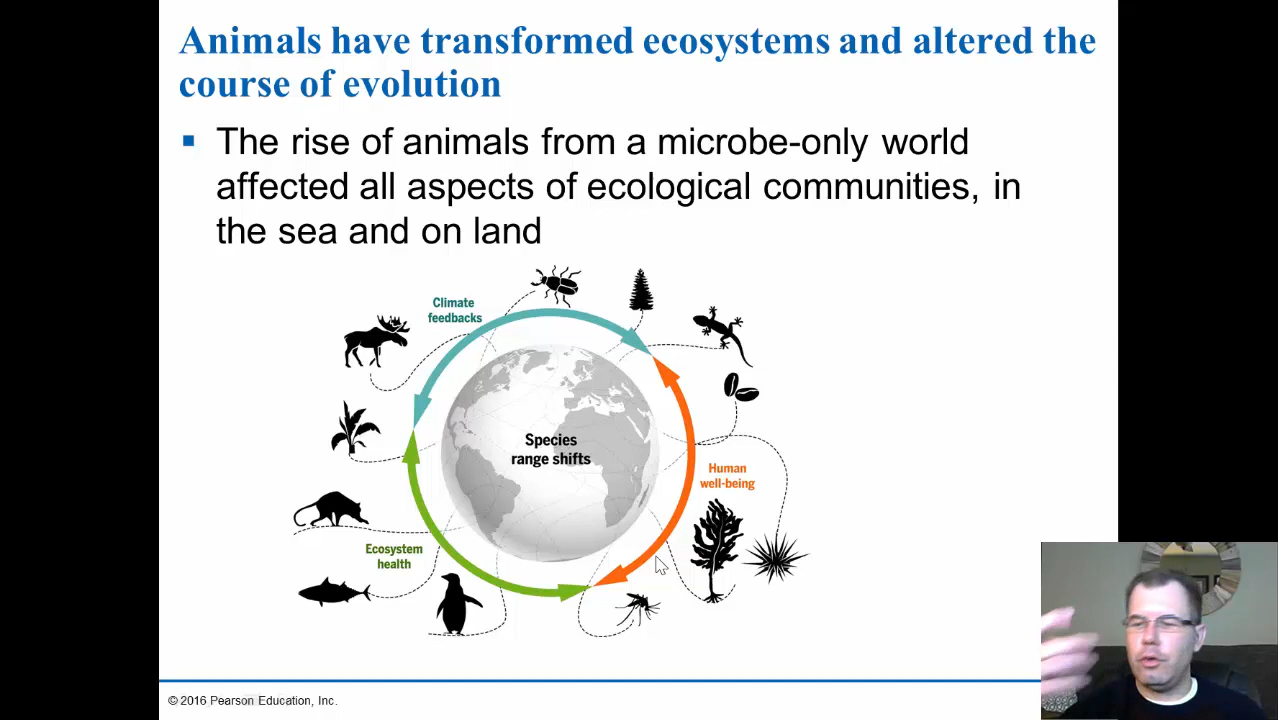 Animals have transformed ecosystems and altered the
course of evolution
▪ The rise of animals from a microbe-only world
affected all aspects of ecological communities, in
the sea and on land
Climate
feedbacks
Species
range shifts
Human
well-being
Ecosystem
health
© 2016 Pearson Education, Inc.